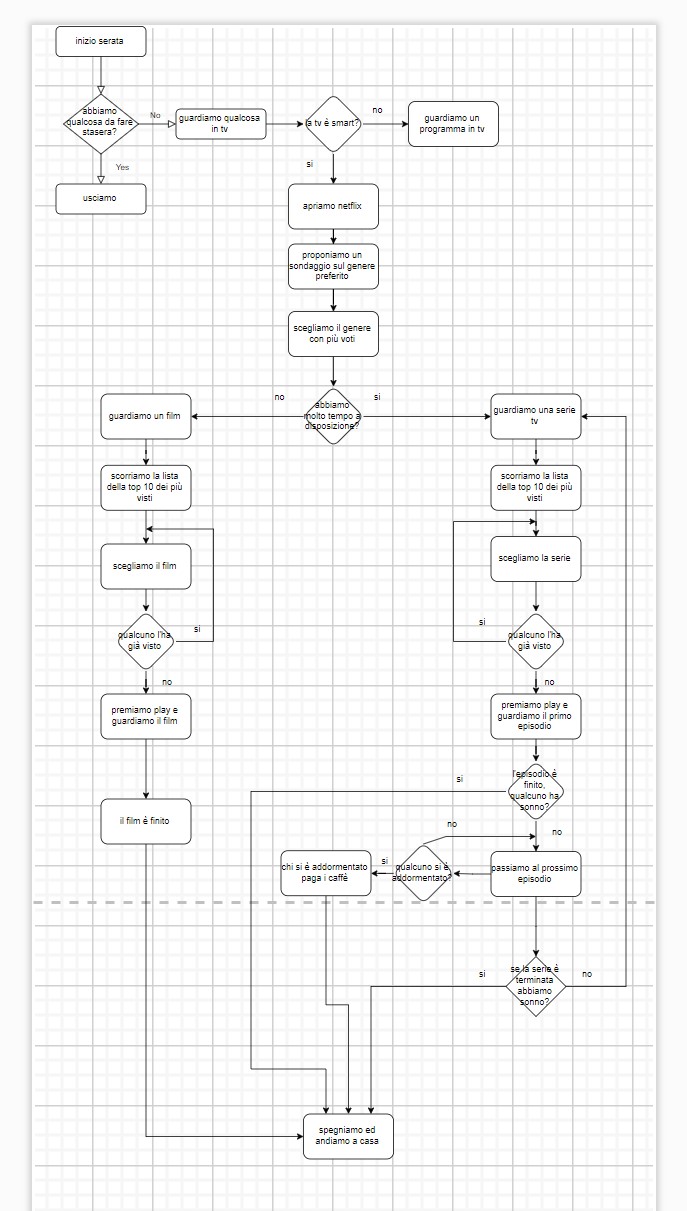 inizio serata
abbiamo
qualcosa da fare
stasera?
No
guardiamo qualcosa
in tv
la tv è smart?
no
guardiamo un
programma in tv
Yes
usciamo
si
apriamo netflix
proponiamo un
sondaggio sul genere
preferito
scegliamo il genere
con più voti
abbiamo
molto tempo a
disposizione?
no
si
guardiamo un film
guardiamo una serie
tv
scorriamo la lista
della top 10 dei più
visti
scorriamo la lista
della top 10 dei più
visti
scegliamo il film
scegliamo la serie
qualcuno l'ha
già visto
si
si
qualcuno l'ha
già visto
no
no
premiamo play e
guardiamo il film
premiamo play e
guardiamo il primo
episodio
il film è finito
si
l'episodio è
finito,
qualcuno ha
sonno?
no
no
chi si è addormentato
paga i caffè
si
qualcuno si è
addormentato?
passiamo al prossimo
episodio
si
se la serie è
terminata
abbiamo
sonno?
no
spegniamo ed
andiamo a casa